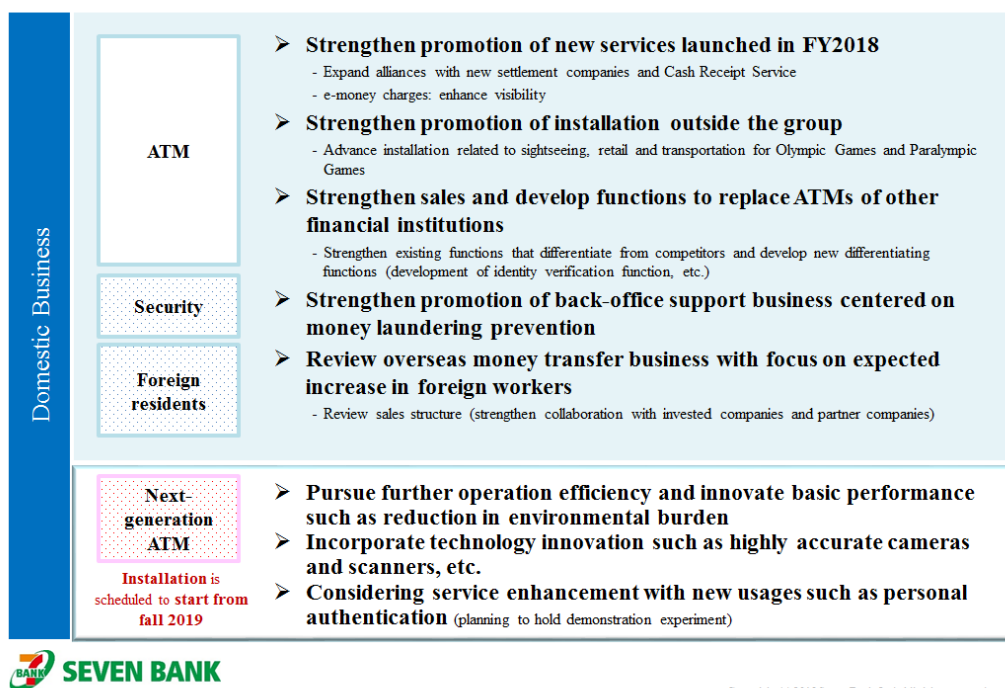 Domestic Business
ATM
➢ Strengthen promotion of new services launched in FY2018
- Expand alliances with new settlement companies and Cash Receipt Service
- e-money charges: enhance visibility
➢ Strengthen promotion of installation outside the group
- Advance installation related to sightseeing, retail and transportation for Olympic Games and Paralympic
Games
➢ Strengthen sales and develop functions to replace ATMs of other
financial institutions
- Strengthen existing functions that differentiate from competitors and develop new differentiating
functions (development of identity verification function, etc.)
Security
➢ Strengthen promotion of back-office support business centered on
money laundering prevention
Foreign
residents
➢ Review overseas money transfer business with focus on expected
increase in foreign workers
- Review sales structure (strengthen collaboration with invested companies and partner companies)
Next-
generation
ATM
Installation is
scheduled to start from
fall 2019
➢ Pursue further operation efficiency and innovate basic performance
such as reduction in environmental burden
➢ Incorporate technology innovation such as highly accurate cameras
and scanners, etc.
➢ Considering service enhancement with new usages such as personal
authentication (planning to hold demonstration experiment)
7 BANK SEVEN BANK